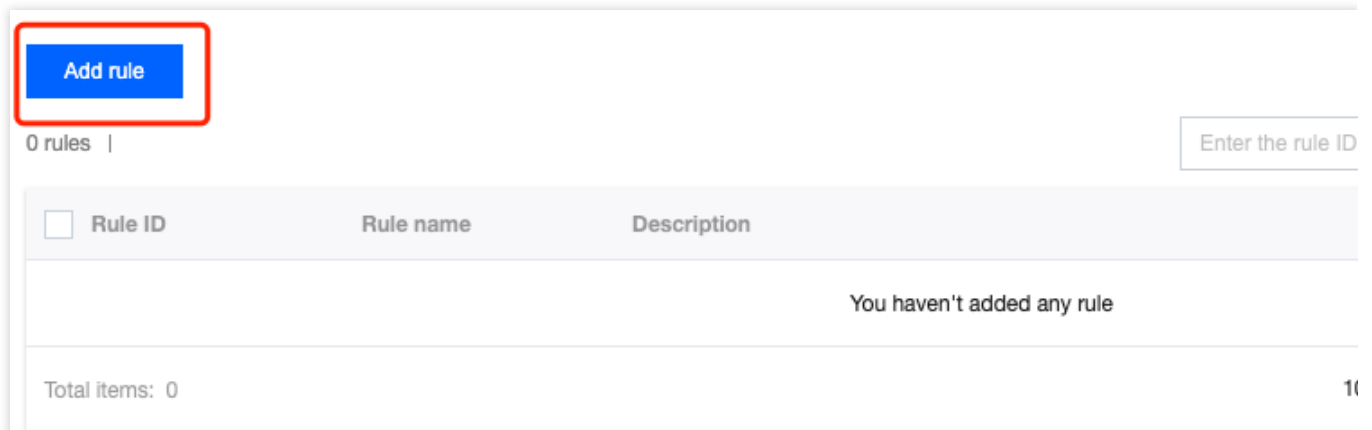 Add rule
0 rules |
Enter the rule ID
Rule ID Rule name Description
You haven't added any rule
Total items: 0
10